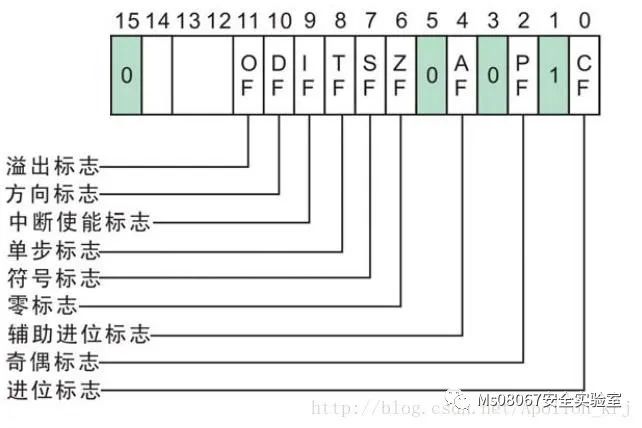 15 14 13 12 11 10 9 8 7 6 5 4 3 2 1 0
0 OF DF IF TF SF ZF 0 AF 0 PF 1 CF
溢出标志
方向标志
中断使能标志
单步标志
符号标志
零标志
辅助进位标志
奇偶标志
进位标志
Ms08067安全实验室
http://blog.csdn.net/Apollon_krj